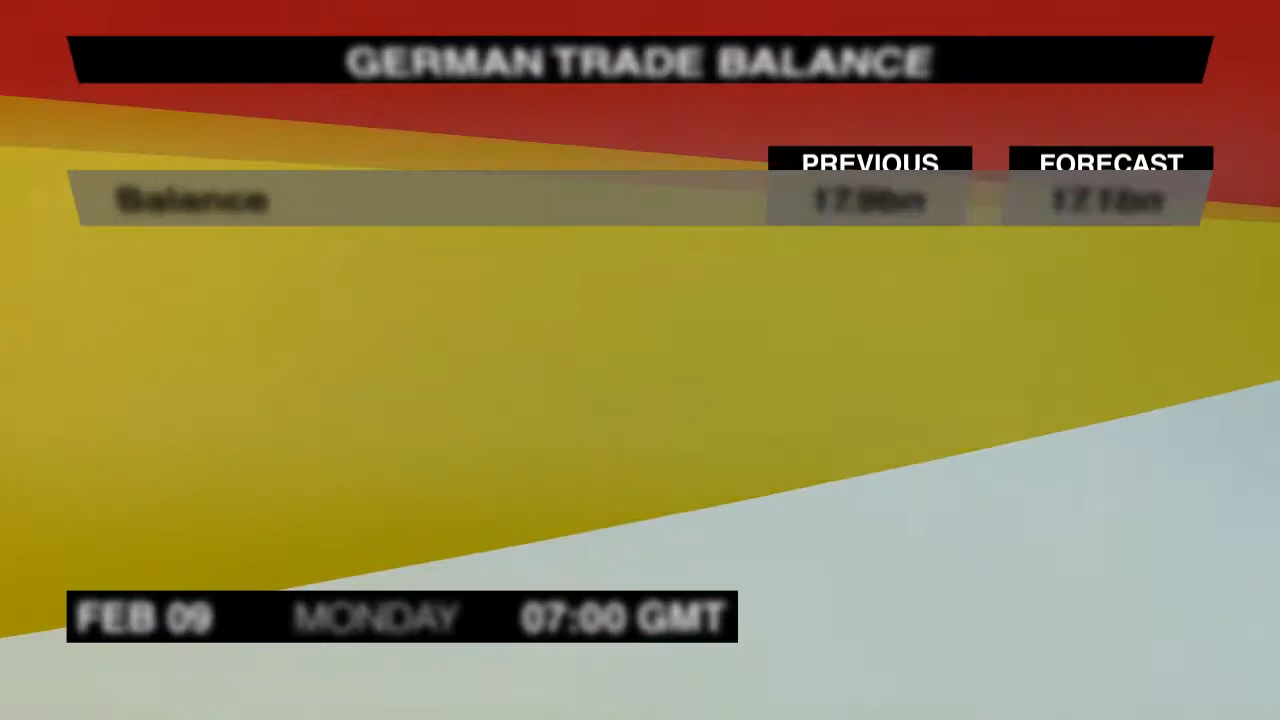 GERMAN TRADE BALANCE
PREVIOUS FORECAST
Balance
FEB 09 MONDAY 07:00 GMT